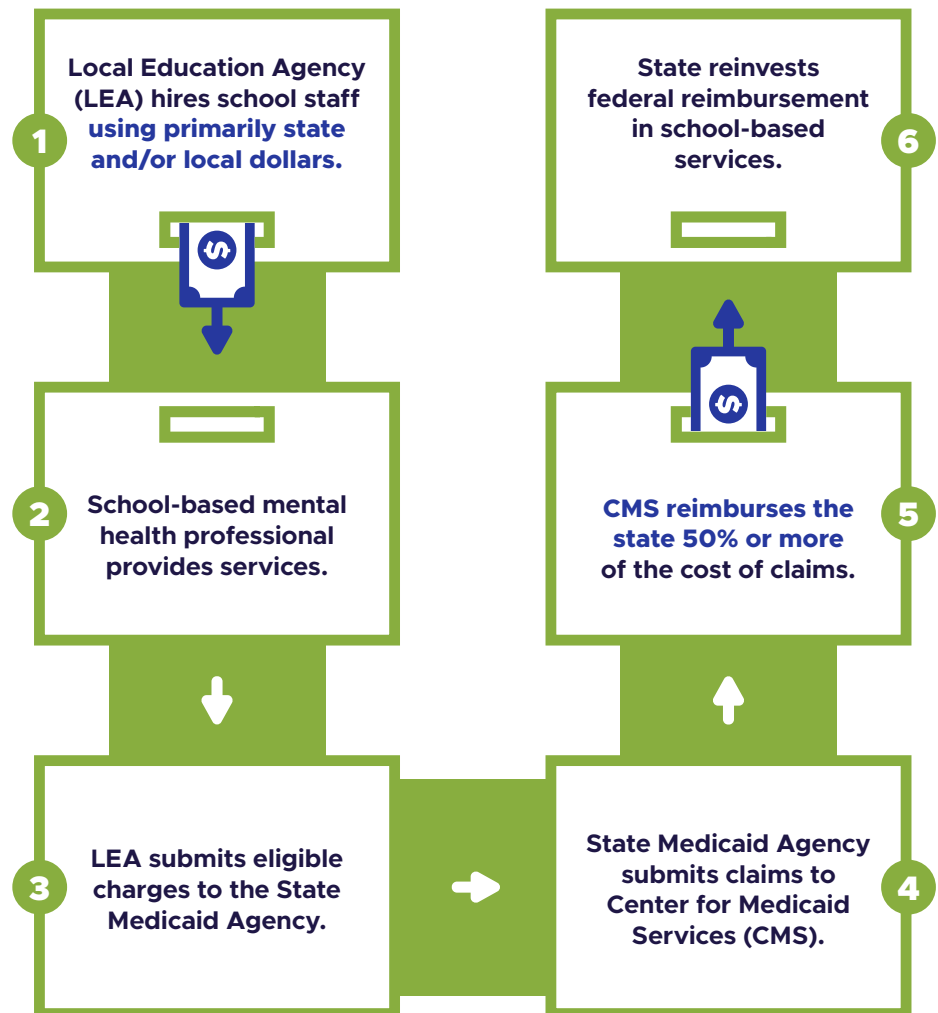 1
Local Education Agency
(LEA) hires school staff
using primarily state
and/or local dollars.
$
2
School-based mental
health professional
provides services.
3
LEA submits eligible
charges to the State
Medicaid Agency.
4
State Medicaid Agency
submits claims to
Center for Medicaid
Services (CMS).
5
CMS reimburses the
state 50% or more
of the cost of claims.
$
6
State reinvests
federal reimbursement
in school-based
services.